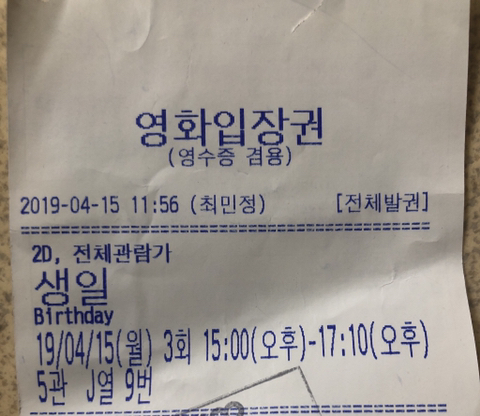 영화입장권
(영수증 겸용)
2019-04-15 11:56 (최민정) [전체발권]
2D, 전체관람가
생일
Birthday
19/04/15(월) 3회 15:00(오후)-17:10(오후)
5관 J열 9번